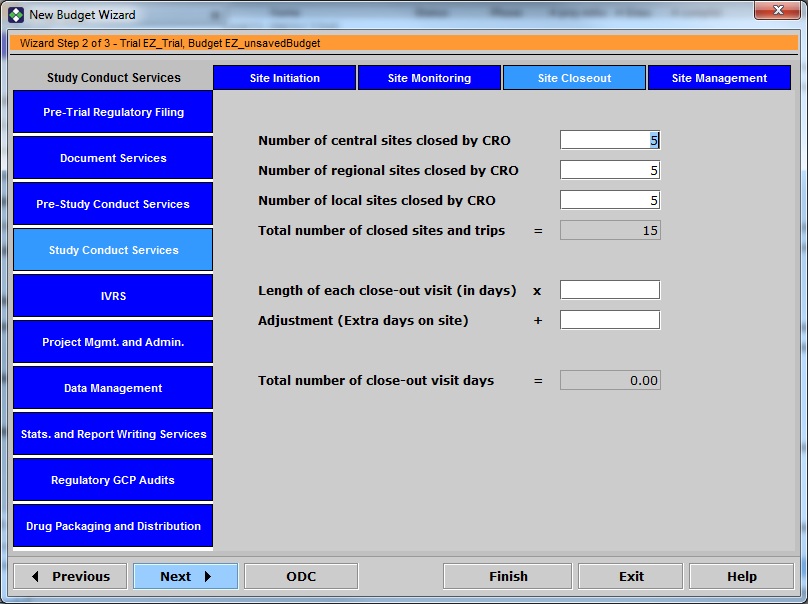 New Budget Wizard
Wizard Step 2 of 3 - Trial EZ_Trial, Budget EZ_unsavedBudget
Study Conduct Services
Site Initiation
Site Monitoring
Site Closeout
Site Management
Pre-Trial Regulatory Filing
Document Services
Pre-Study Conduct Services
Study Conduct Services
IVRS
Project Mgmt. and Admin.
Data Management
Stats. and Report Writing Services
Regulatory GCP Audits
Drug Packaging and Distribution
Number of central sites closed by CRO 5
Number of regional sites closed by CRO 5
Number of local sites closed by CRO 5
Total number of closed sites and trips = 15
Length of each close-out visit (in days) x
Adjustment (Extra days on site) +
Total number of close-out visit days = 0.00
Previous
Next
ODC
Finish
Exit
Help